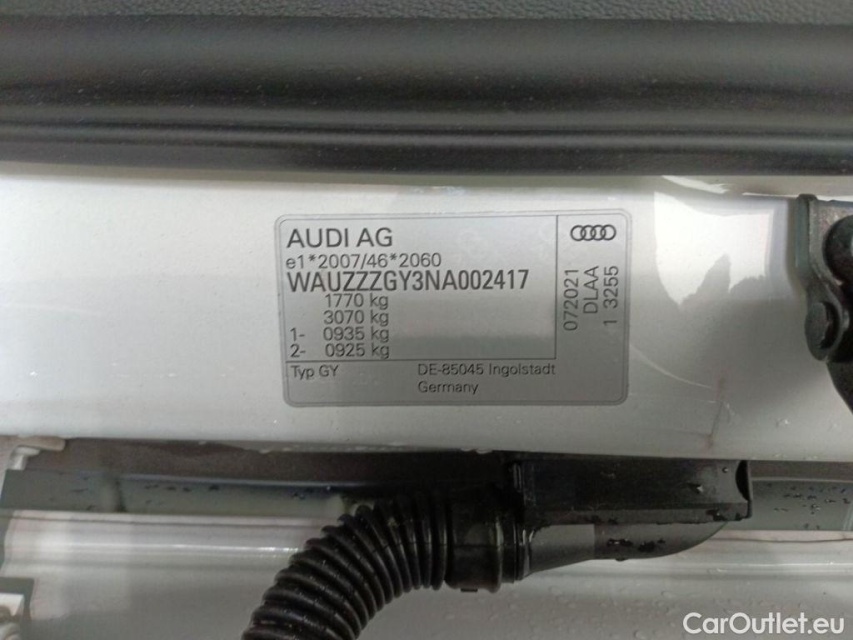 AUDI AG
e1*2007/46*2060
WAUZZZGY3NA002417
1770 kg
3070 kg
1- 0935 kg
2- 0925 kg
Typ GY
DE-85045 Ingolstadt
Germany
072021
DLAA
1 3255
CarOutlet.eu